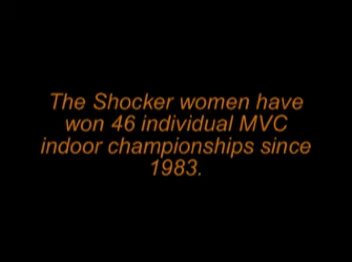 The Shocker women have
won 46 individual MVC
indoor championships since
1983.